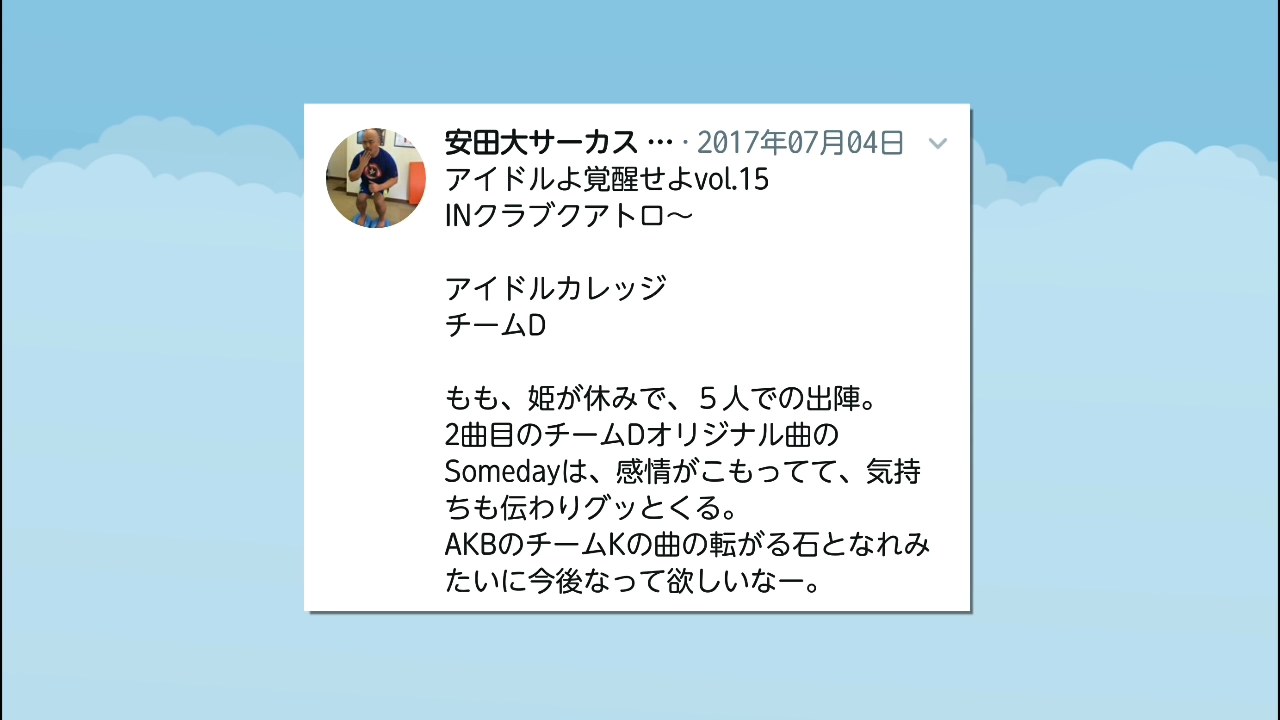 安田大サーカス … · 2017年07月04日
アイドルよ覚醒せよvol.15
INクラブクアトロ〜
アイドルカレッジ
チームD
もも、姫が休みで、５人での出陣。
2曲目のチームDオリジナル曲の
Somedayは、感情がこもってて、気持
ちも伝わりグッとくる。
AKBのチームKの曲の転がる石となれみ
たいに今後なって欲しいなー。